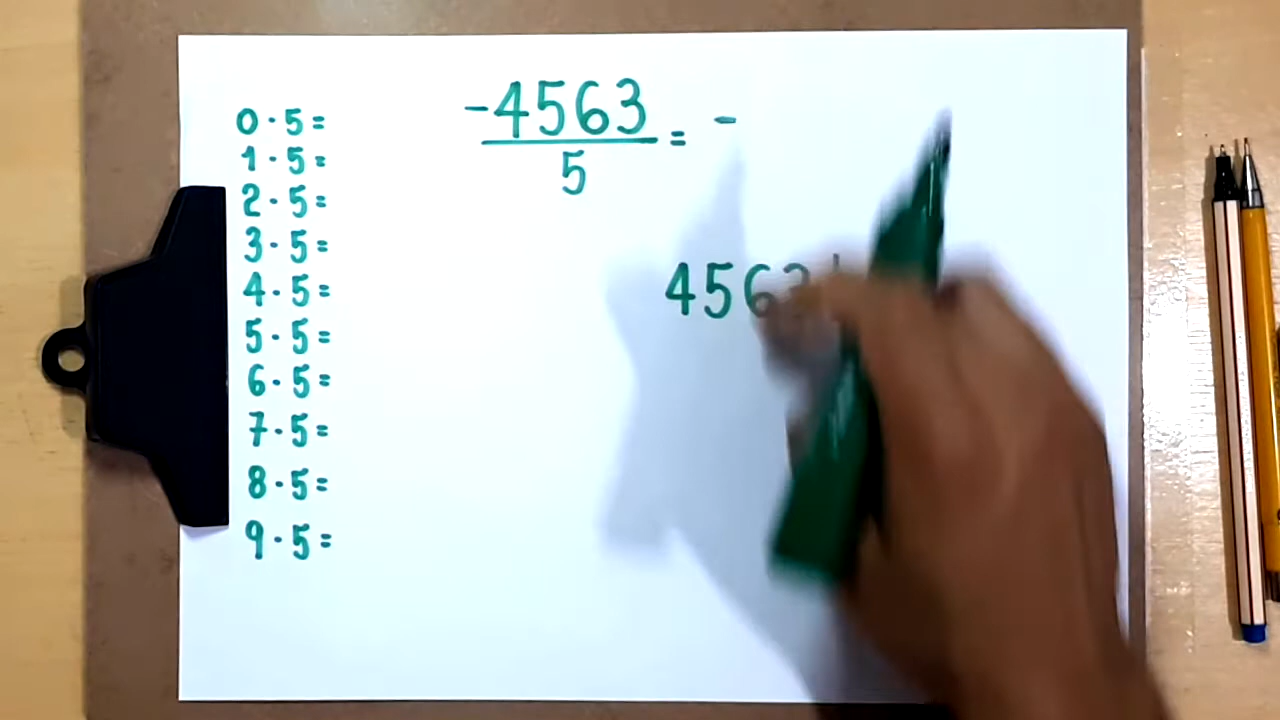 0 · 5 =
1 · 5 =
2 · 5 =
3 · 5 =
4 · 5 =
5 · 5 =
6 · 5 =
7 · 5 =
8 · 5 =
9 · 5 =
-4563
5
= -
4563